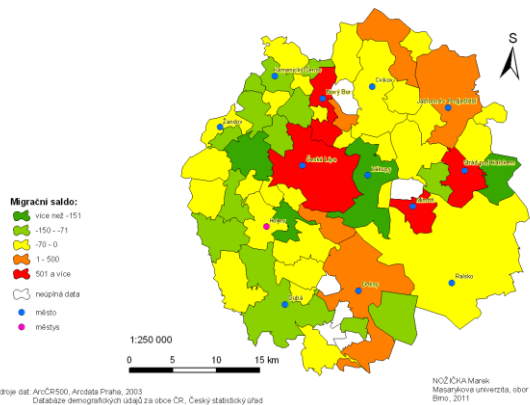 S
Kamenický Šenov
Nový Bor
Cvikov
Jablonné v Podještědí
Žandov
Česká Lípa
Zákupy
Stráž pod Ralskem
Mimoň
Holany
Ralsko
Doksy
Dubá
Migrační saldo:
více než -151
-150 - -71
-70 - 0
1 - 500
501 a více
neúplná data
město
městys
1:250 000
0 5 10 15 km
droje dat: ArcČR500, Arcdata Praha, 2003
Databáze demografických údajů za obce ČR, Český statistický úřad
NOŽIČKA Marek
Masarykova univerzita, obor
Brno, 2011